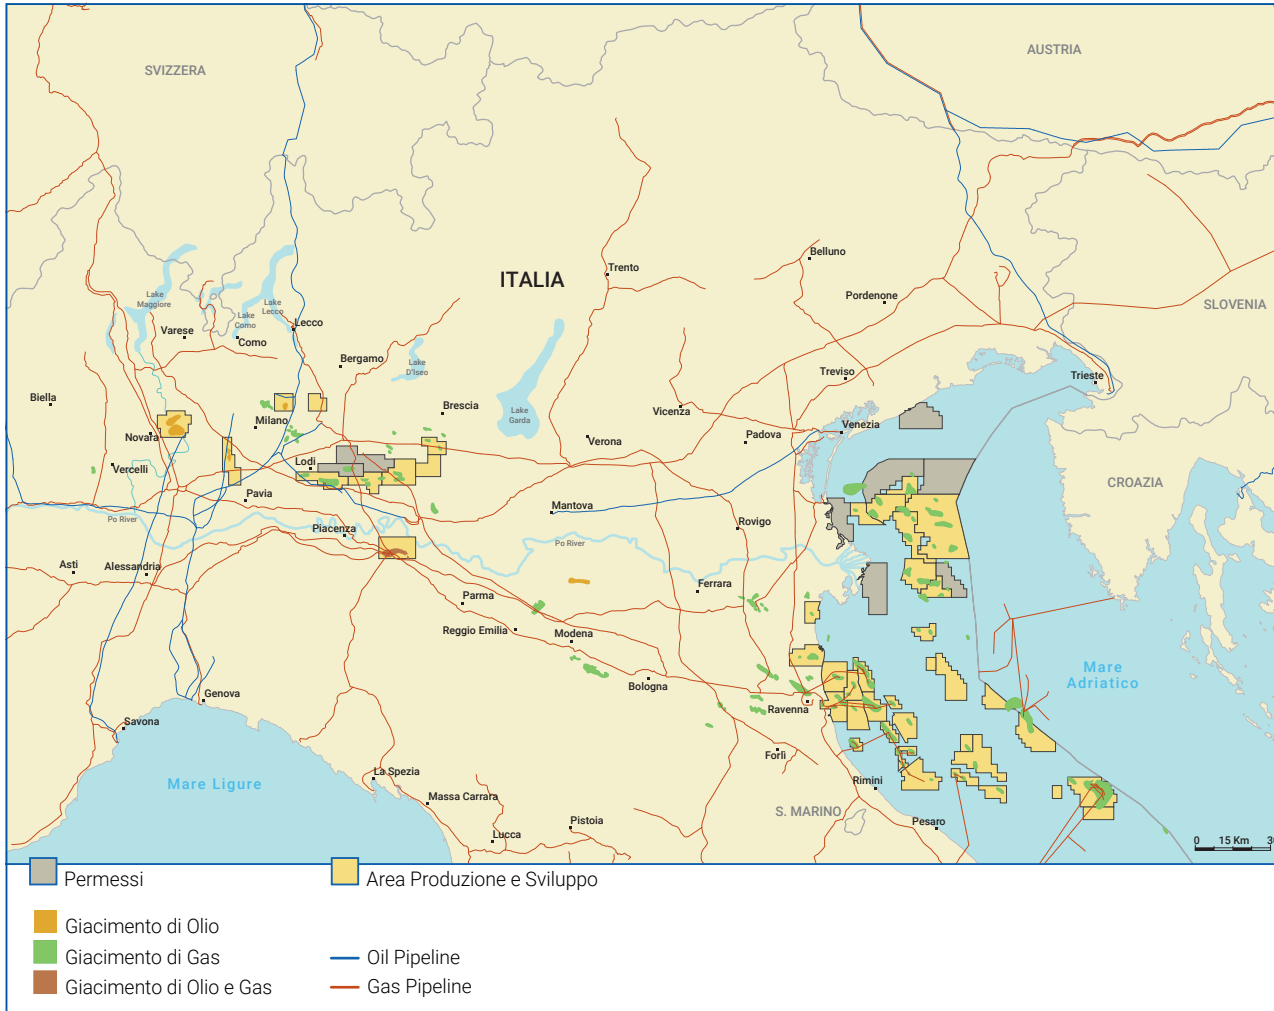 AUSTRIA
SVIZZERA
Belluno
Trento
ITALIA
Pordenone
Lake
Maggiore
Lake
Lecco
SLOVENIA
Lake
Como
Varese
Lecco
Como
Bergamo
Lake
D'Iseo
Treviso
Trieste
Biella
Brescia
Lake
Garda
Vicenza
Milano
Venezia
Novara
Verona
Padova
Lodi
Vercelli
CROAZIA
Pavia
Mantova
Po River
Piacenza
Rovigo
Po River
Asti
Alessandria
Ferrara
Parma
Reggio Emilia
Modena
Mare
Adriatico
Bologna
Genova
Ravenna
Savona
Forlì
La Spezia
Rimini
Mare Ligure
Massa Carrara
S. MARINO
Pistoia
Pesaro
Lucca
0 15 Km
Permessi
Area Produzione e Sviluppo
Giacimento di Olio
Giacimento di Gas
Oil Pipeline
Giacimento di Olio e Gas
Gas Pipeline